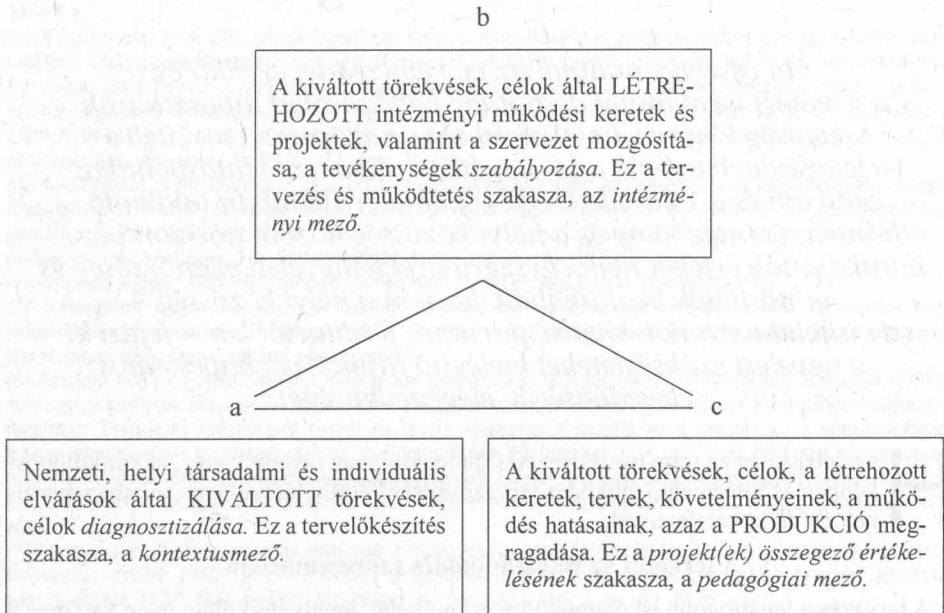 b
A kiváltott törekvések, célok által LÉTRE-
HOZOTT intézményi működési keretek és
projektek, valamint a szervezet mozgósítá-
sa, a tevékenységek szabályozása. Ez a ter-
vezés és működtetés szakasza, az intézmé-
nyi mező.
a
c
Nemzeti, helyi társadalmi és individuális
elvárások által KIVÁLTOTT törekvések,
célok diagnosztizálása. Ez a tervelőkészítés
szakasza, a kontextusmező.
A kiváltott törekvések, célok, a létrehozott
keretek, tervek, követelményeinek, a műkö-
dés hatásainak, azaz a PRODUKCIÓ meg-
ragadása. Ez a projekt(ek) összegező értéke-
lésének szakasza, a pedagógiai mező.